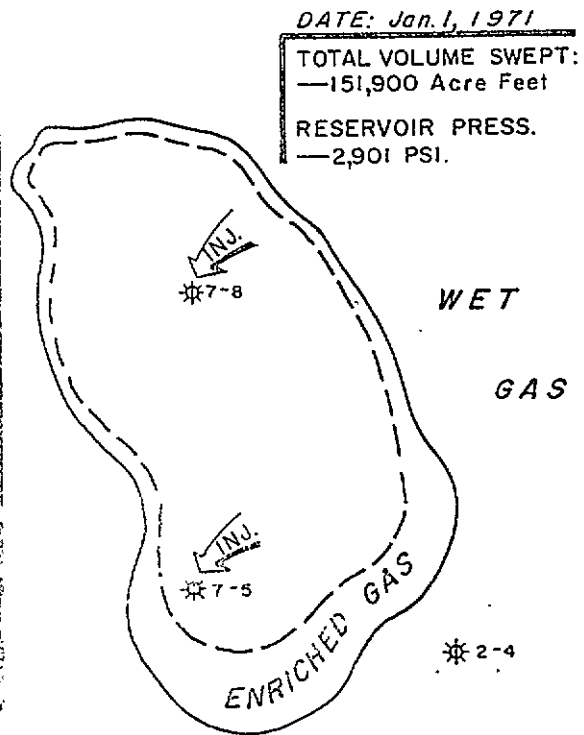 DATE: Jan. 1, 1971
TOTAL VOLUME SWEPT:
—151,900 Acre Feet
RESERVOIR PRESS.
—2,901 PSI.
INJ.
7-8
WET
GAS
INJ.
7-5
ENRICHED GAS
2-4